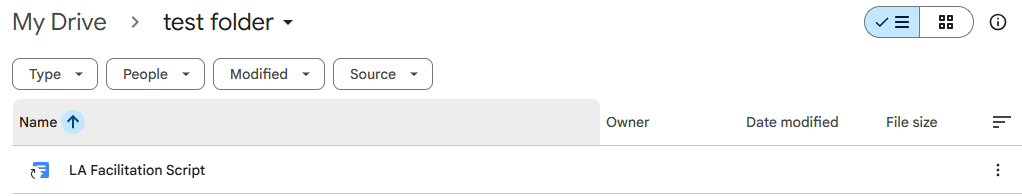 My Drive > test folder
Type People Modified Source
Name Owner Date modified File size
LA Facilitation Script